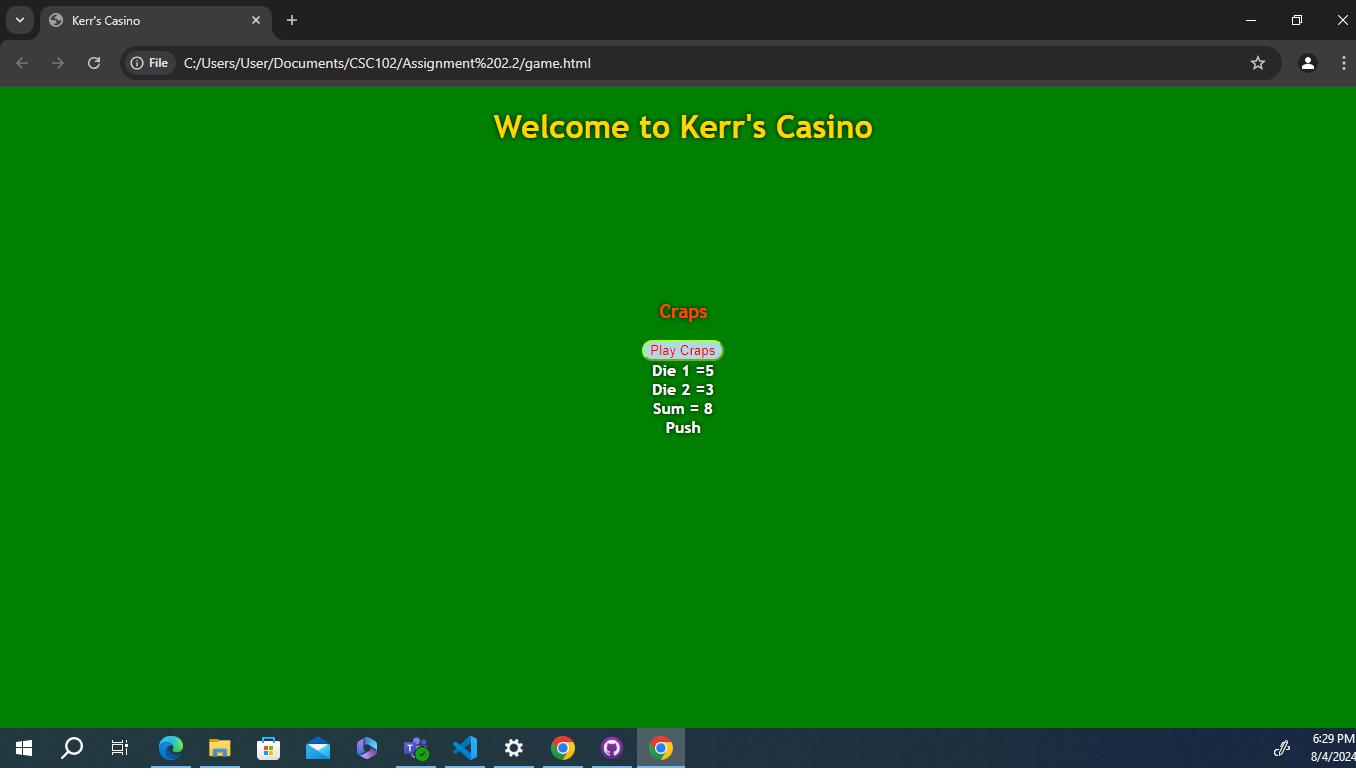 Kerr's Casino
File C:/Users/User/Documents/CSC102/Assignment%202.2/game.html
Welcome to Kerr's Casino
Craps
Play Craps
Die 1 =5
Die 2 =3
Sum = 8
Push
6:29 PM
8/4/2024